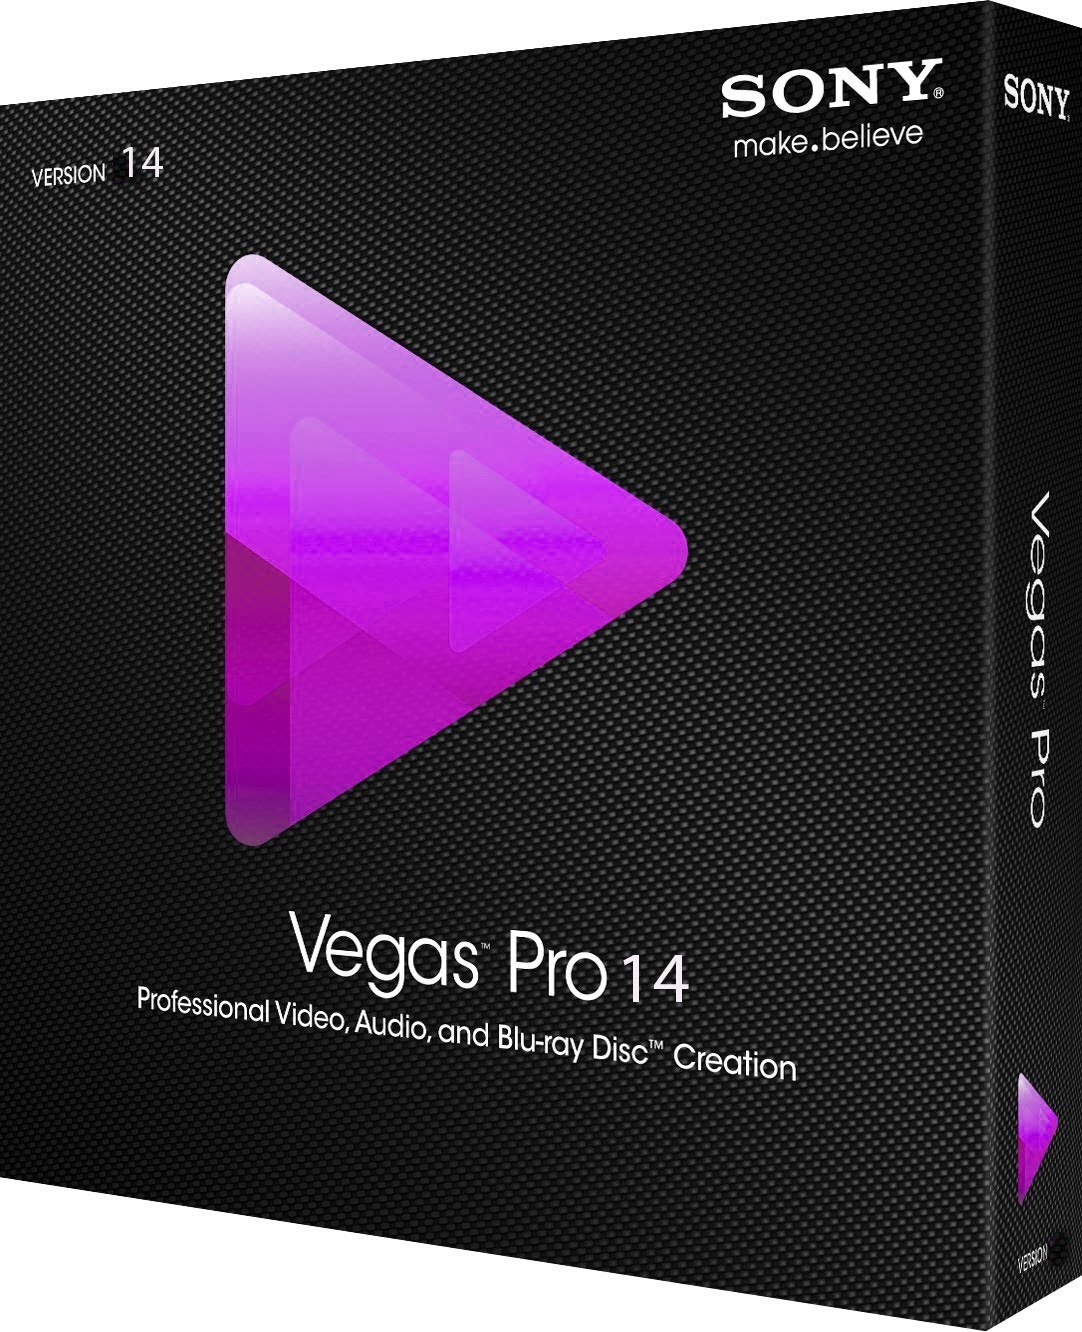 VERSION 14
SONY®
make.believe
Vegas™ Pro 14
Professional Video, Audio, and Blu-ray Disc™ Creation
SONY
Vegas™ Pro
VERSION